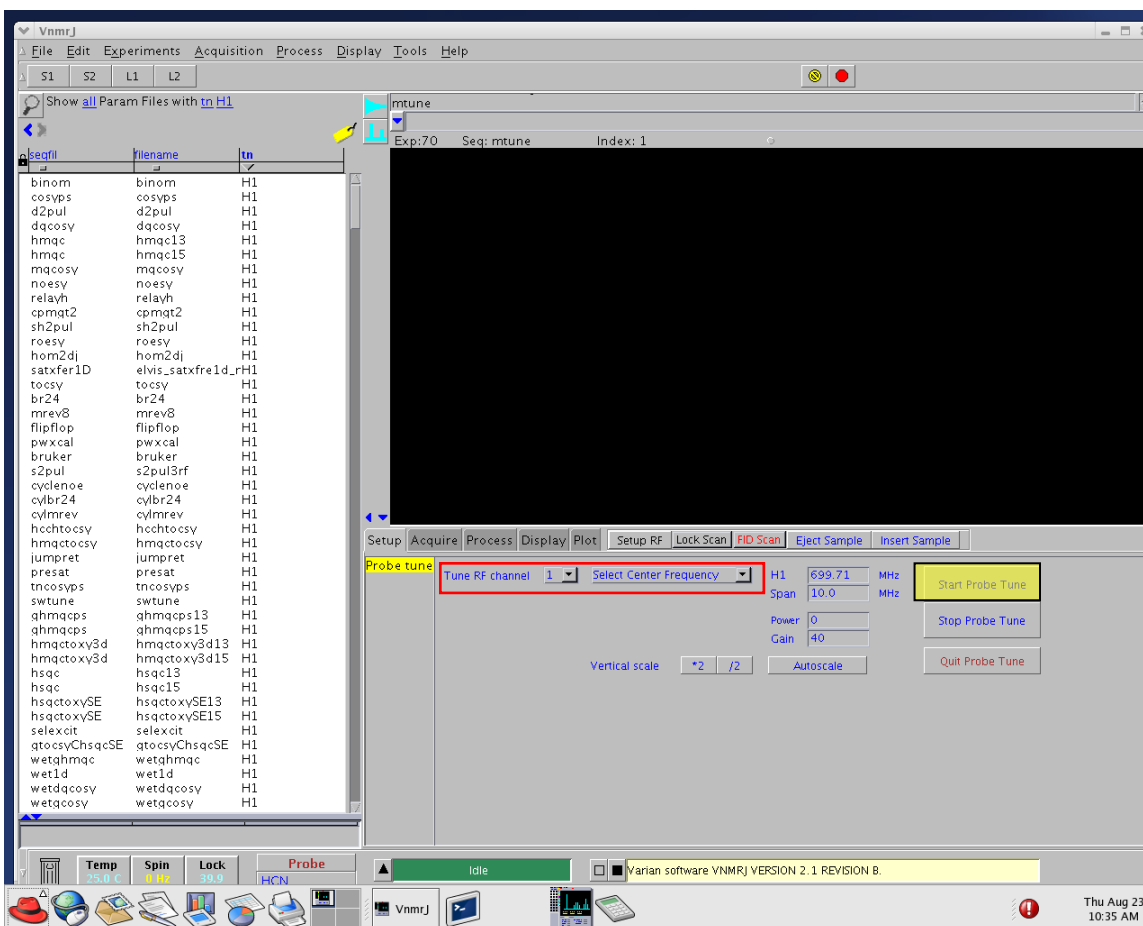 VnmrJ
File Edit Experiments Acquisition Process Display Tools Help
S1 S2 L1 L2
Show all Param Files with tn H1
seqfil filename tn
binom binom H1
cosyps cosyps H1
d2pul d2pul H1
dqcosy dqcosy H1
hmqc hmqc13 H1
hmqc hmqc15 H1
mqcosy mqcosy H1
noesy noesy H1
relayh relayh H1
cpmgt2 cpmgt2 H1
sh2pul sh2pul H1
roesy roesy H1
hom2dj hom2dj H1
satxfer1D elvis_satxfre1d_rH1
tocsy tocsy H1
br24 br24 H1
mrev8 mrev8 H1
flipflop flipflop H1
pwxcal pwxcal H1
bruker bruker H1
s2pul s2pul3rf H1
cyclenoe cyclenoe H1
cylbr24 cylbr24 H1
cylmrev cylmrev H1
hcchtocsy hcchtocsy H1
hmqctocsy hmqctocsy H1
jumpret jumpret H1
presat presat H1
tncosyps tncosyps H1
swtune swtune H1
ghmqcps ghmqcps13 H1
ghmqcps ghmqcps15 H1
hmqctoxy3d hmqctoxy3d13 H1
hmqctoxy3d hmqctoxy3d15 H1
hsqc hsqc13 H1
hsqc hsqc15 H1
hsqctoxySE hsqctoxySE13 H1
hsqctoxySE hsqctoxySE15 H1
selexcit selexcit H1
gtocsyChsqcSE gtocsyChsqcSE H1
wetghmqc wetghmqc H1
wet1d wet1d H1
wetdqcosy wetdqcosy H1
wetgcosy wetgcosy H1
mtune
Exp:70 Seq: mtune Index: 1
Setup Acquire Process Display Plot Setup RF Lock Scan FID Scan Eject Sample Insert Sample
Probe tune
Tune RF channel 1 Select Center Frequency H1 699.71 MHz Start Probe Tune
Span 10.0 MHz
Power 0 Stop Probe Tune
Gain 40
Vertical scale *2 /2 Autoscale Quit Probe Tune
Temp Spin Lock Probe
25.0 C 0 Hz 39.9 HCN
Idle Varian software VNMRJ VERSION 2.1 REVISION B.
VnmrJ
Thu Aug 23
10:35 AM